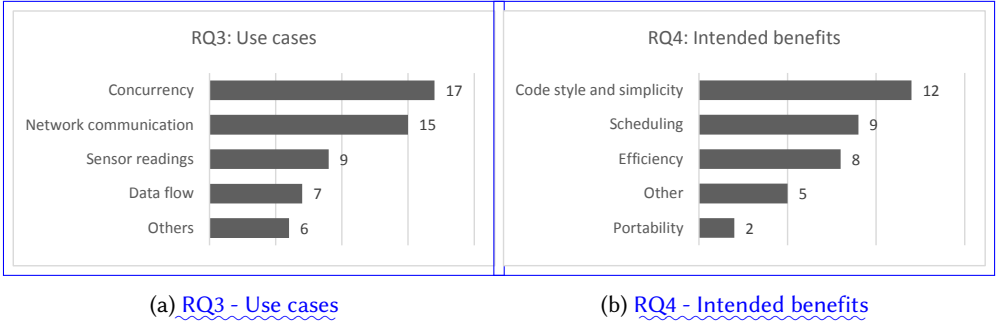 RQ3: Use cases
Concurrency 17
Network communication 15
Sensor readings 9
Data flow 7
Others 6
(a) RQ3 - Use cases
RQ4: Intended benefits
Code style and simplicity 12
Scheduling 9
Efficiency 8
Other 5
Portability 2
(b) RQ4 - Intended benefits